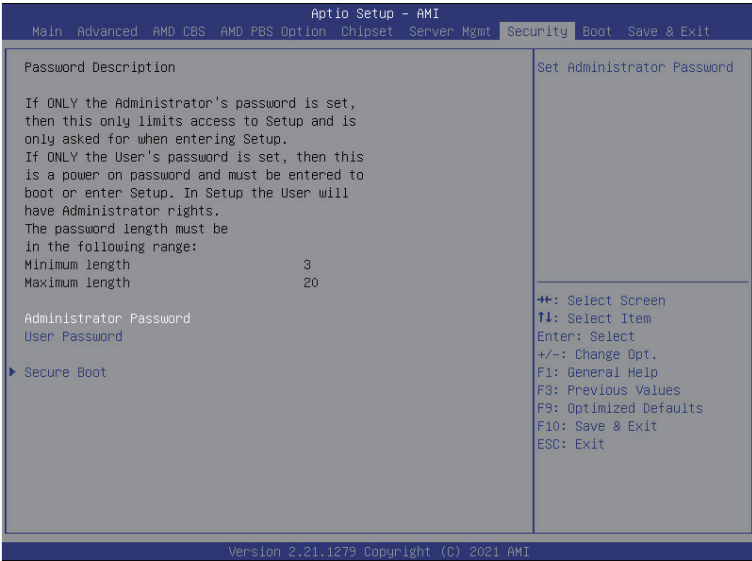 Aptio Setup - AMI
Main Advanced AMD CBS AMD PBS Option Chipset Server Mgmt Security Boot Save & Exit
Password Description
If ONLY the Administrator's password is set,
then this only limits access to Setup and is
only asked for when entering Setup.
If ONLY the User's password is set, then this
is a power on password and must be entered to
boot or enter Setup. In Setup the User will
have Administrator rights.
The password length must be
in the following range:
Minimum length 3
Maximum length 20
Administrator Password
User Password
Secure Boot
Set Administrator Password
→←: Select Screen
↑↓: Select Item
Enter: Select
+/-: Change Opt.
F1: General Help
F3: Previous Values
F9: Optimized Defaults
F10: Save & Exit
ESC: Exit
Version 2.21.1279 Copyright (C) 2021 AMI